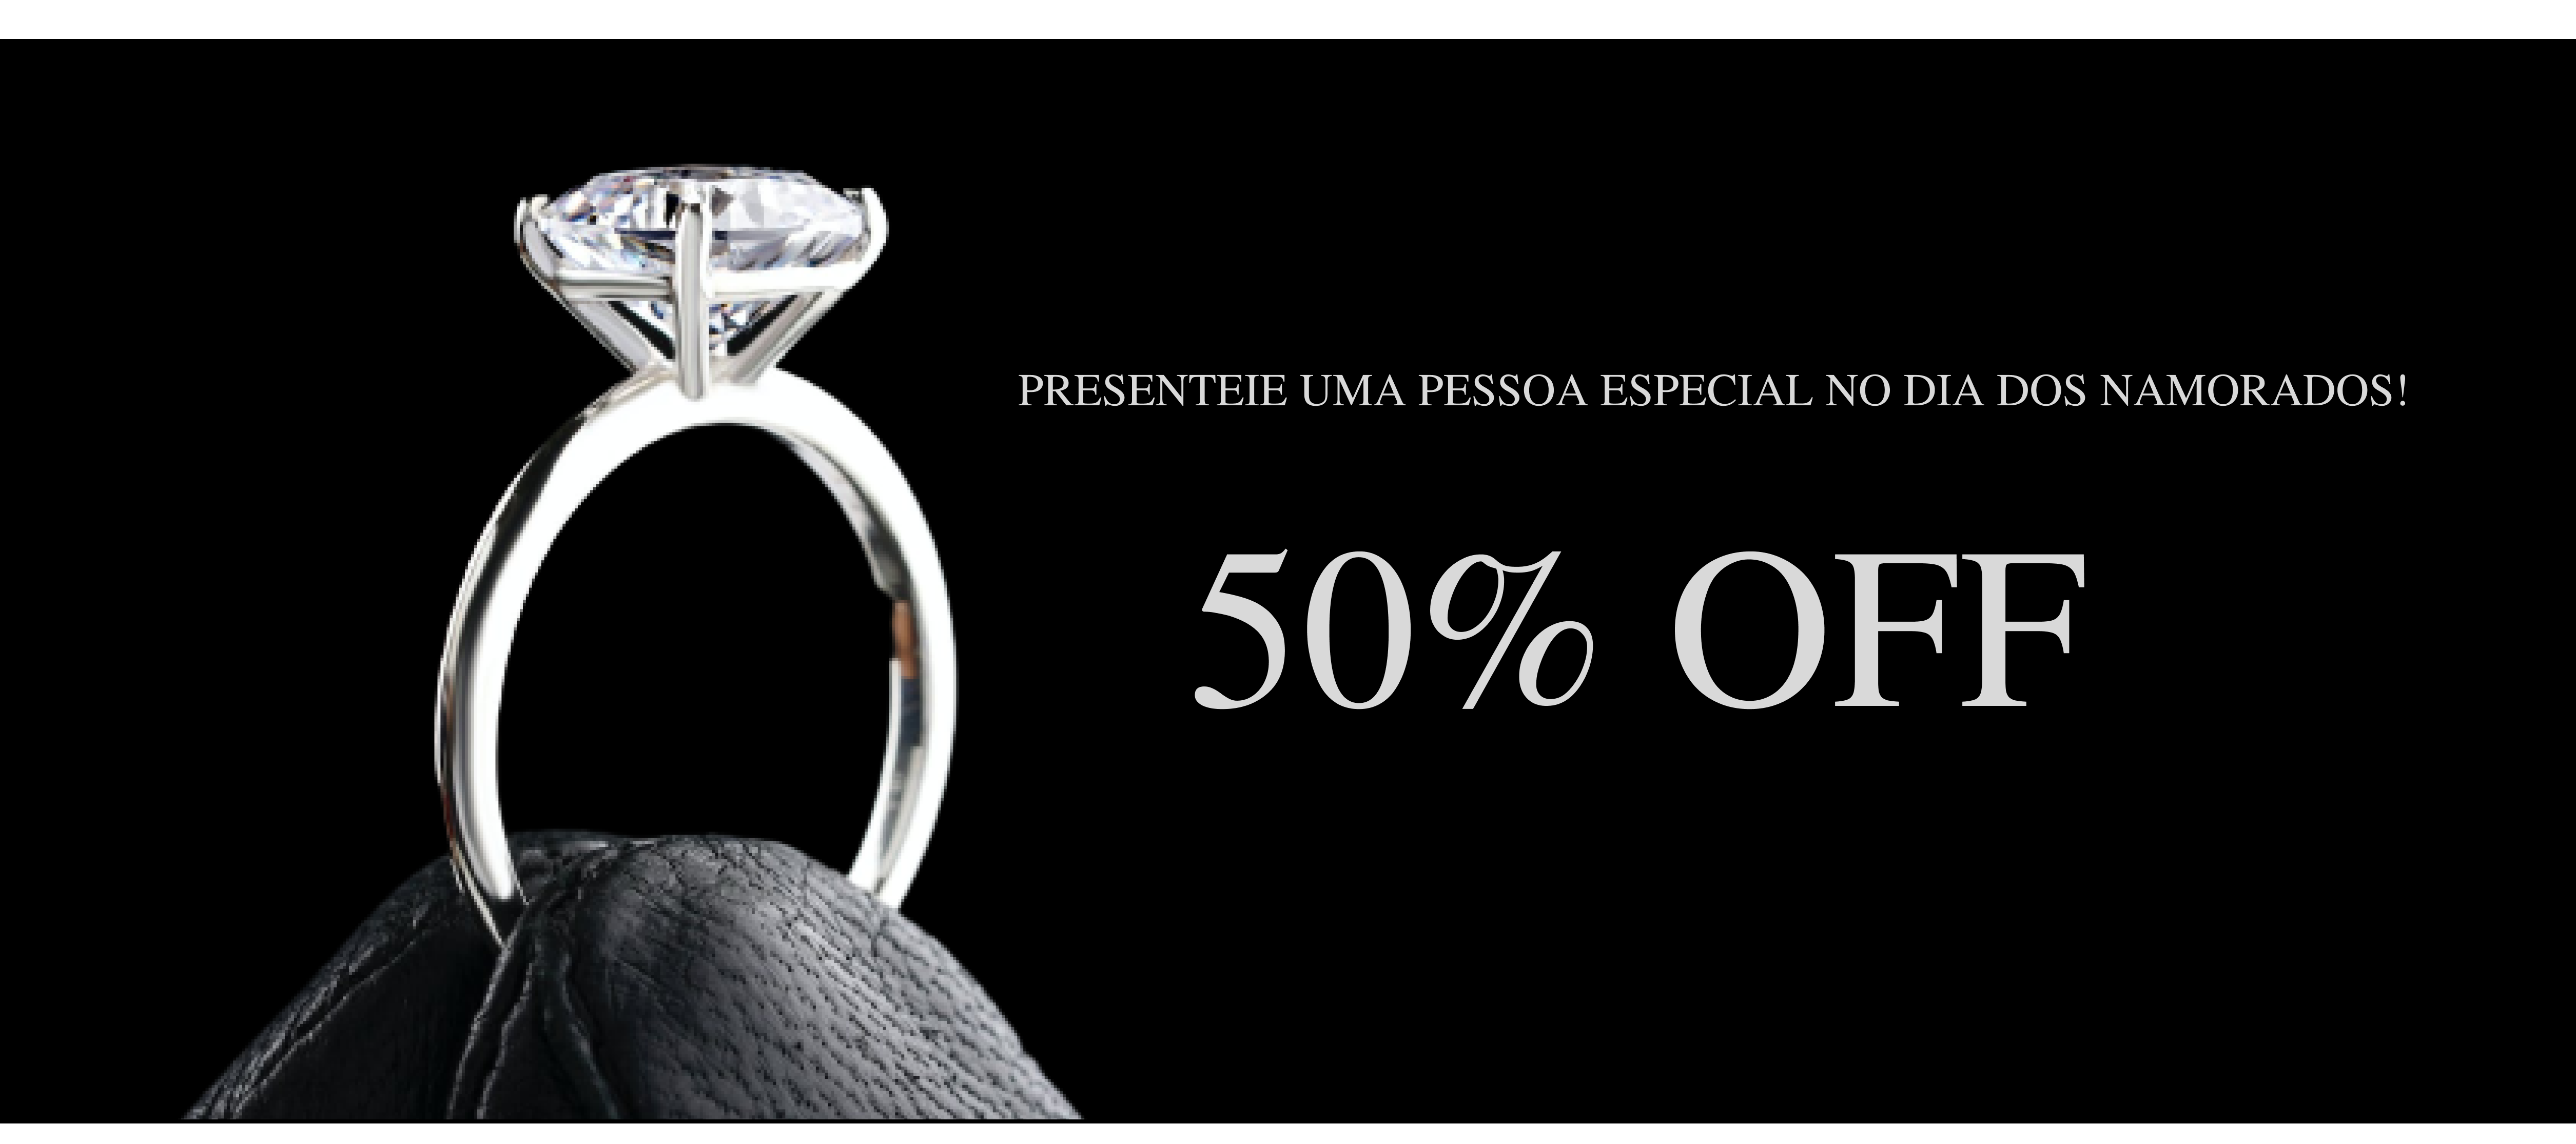 PRESENTEIE UMA PESSOA ESPECIAL NO DIA DOS NAMORADOS!
50% OFF